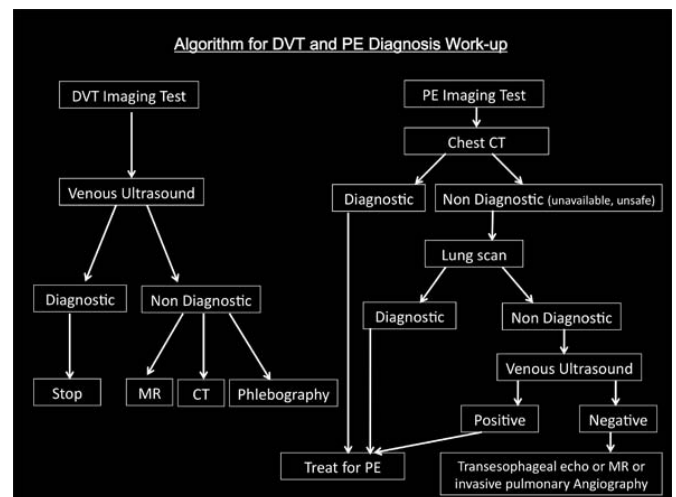 Algorithm for DVT and PE Diagnosis Work-up
DVT Imaging Test
Venous Ultrasound
Diagnostic
Non Diagnostic
Stop
MR
CT
Phlebography
PE Imaging Test
Chest CT
Diagnostic
Non Diagnostic (unavailable, unsafe)
Lung scan
Diagnostic
Non Diagnostic
Venous Ultrasound
Positive
Negative
Treat for PE
Transesophageal echo or MR or
invasive pulmonary Angiography